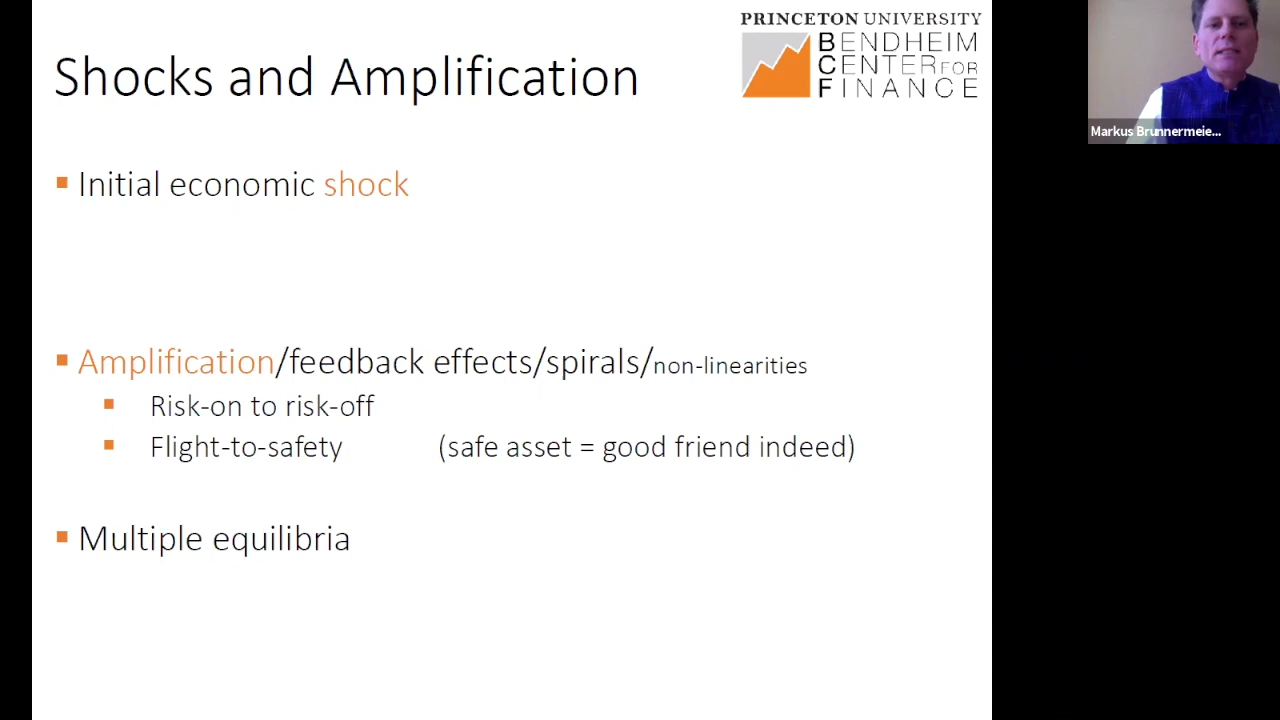 PRINCETON UNIVERSITY
BENDHEIM
CENTER FOR
FINANCE
Shocks and Amplification
Markus Brunnermeie...
▪ Initial economic shock
▪ Amplification/feedback effects/spirals/non-linearities
▪ Risk-on to risk-off
▪ Flight-to-safety (safe asset = good friend indeed)
▪ Multiple equilibria